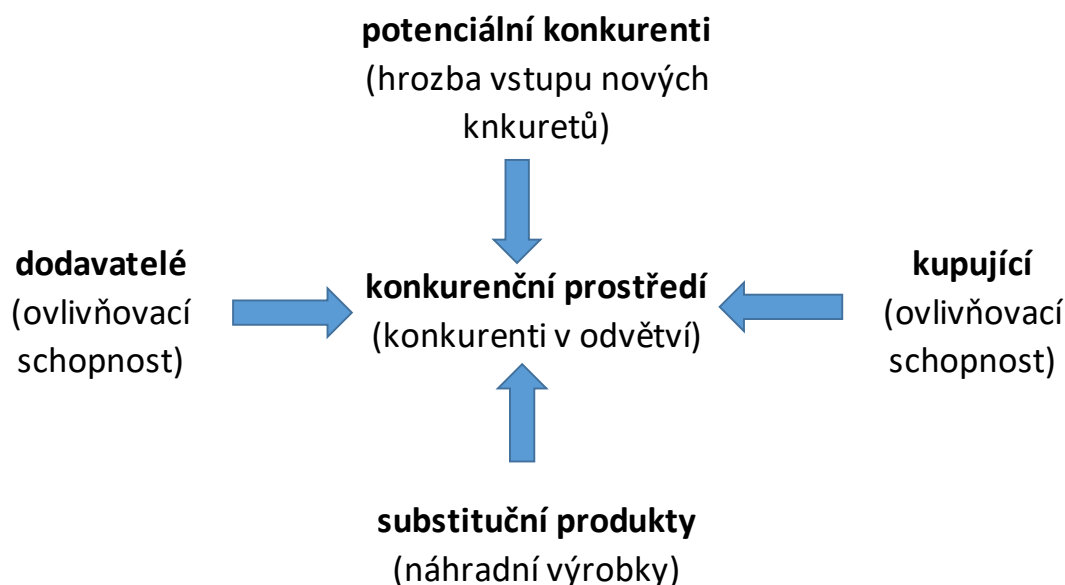 potenciální konkurenti
(hrozba vstupu nových
knkuretů)
dodavatelé
(ovlivňovací
schopnost)
konkurenční prostředí
(konkurenti v odvětví)
kupující
(ovlivňovací
schopnost)
substituční produkty
(náhradní výrobky)